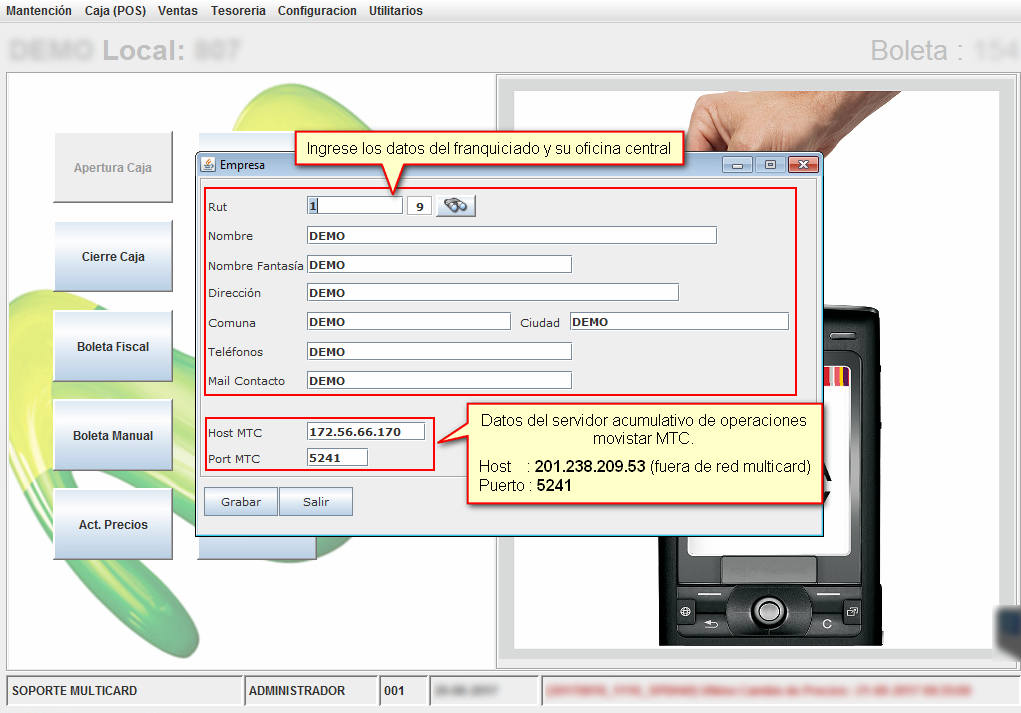 Mantención Caja (POS) Ventas Tesoreria Configuracion Utilitarios
DEMO Local: 807
Boleta : 154
Apertura Caja
Cierre Caja
Boleta Fiscal
Boleta Manual
Act. Precios
Ingrese los datos del franquiciado y su oficina central
Empresa
Rut 1 9
Nombre DEMO
Nombre Fantasía DEMO
Dirección DEMO
Comuna DEMO Ciudad DEMO
Teléfonos DEMO
Mail Contacto DEMO
Host MTC 172.56.66.170
Port MTC 5241
Grabar Salir
Datos del servidor acumulativo de operaciones
movistar MTC.
Host : 201.238.209.53 (fuera de red multicard)
Puerto : 5241
C
SOPORTE MULTICARD ADMINISTRADOR 001